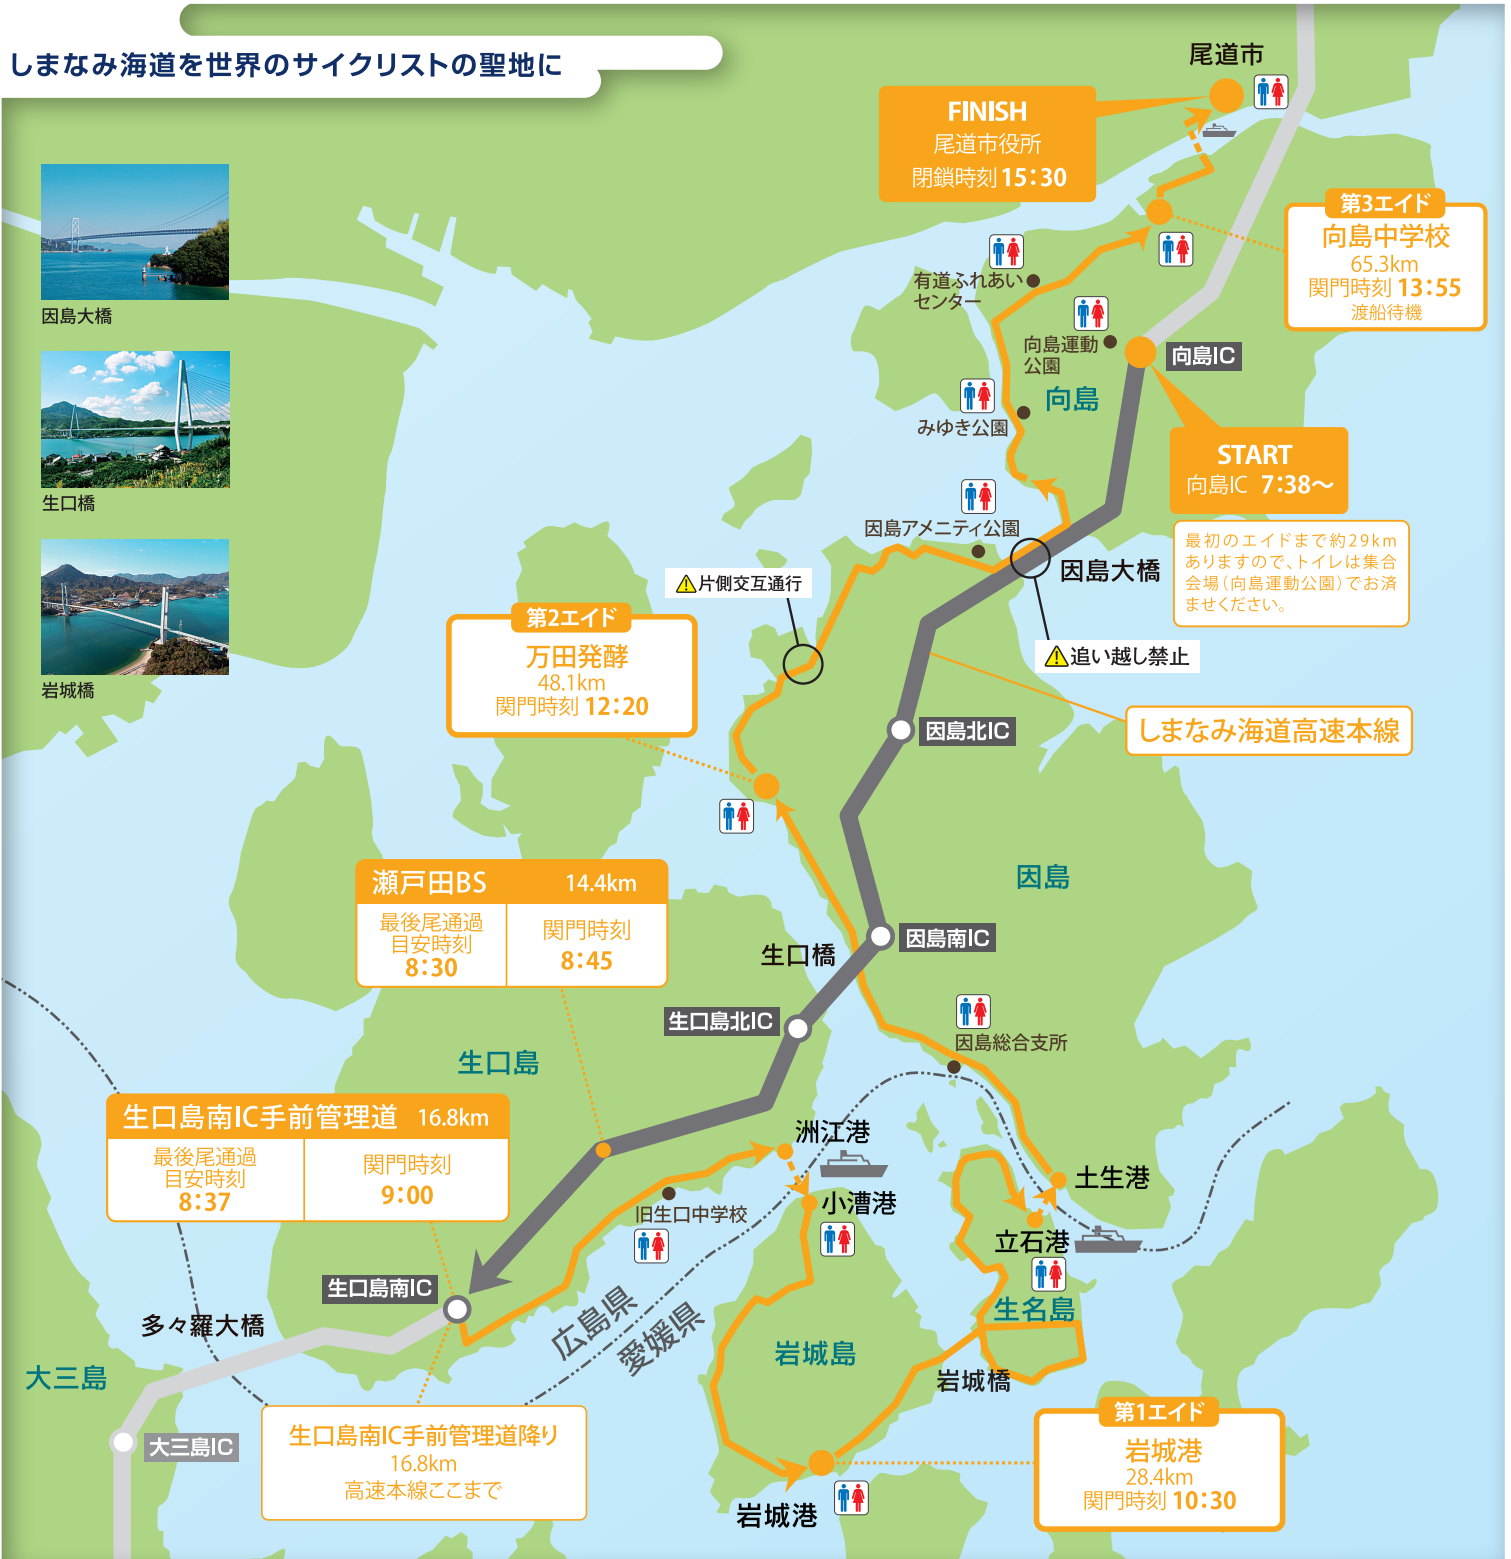 しまなみ海道を世界のサイクリストの聖地に
尾道市
FINISH
尾道市役所
閉鎖時刻 15:30
第3エイド
向島中学校
65.3km
関門時刻 13:55
渡船待機
因島大橋
有道ふれあい
センター
向島運動
公園
向島IC
向島
みゆき公園
START
向島IC 7:38〜
生口橋
因島アメニティ公園
最初のエイドまで約29km
ありますので、トイレは集合
会場(向島運動公園)でお済
ませください。
因島大橋
片側交互通行
追い越し禁止
岩城橋
第2エイド
万田発酵
48.1km
関門時刻 12:20
因島北IC
しまなみ海道高速本線
因島
瀬戸田BS 14.4km
最後尾通過
目安時刻
8:30
関門時刻
8:45
生口橋
因島南IC
生口島北IC
因島総合支所
生口島
生口島南IC手前管理道 16.8km
最後尾通過
目安時刻
8:37
関門時刻
9:00
洲江港
土生港
小漕港
旧生口中学校
立石港
生口島南IC
生名島
多々羅大橋
広島県
愛媛県
岩城島
大三島
岩城橋
生口島南IC手前管理道降り
16.8km
高速本線ここまで
大三島IC
第1エイド
岩城港
28.4km
関門時刻 10:30
岩城港